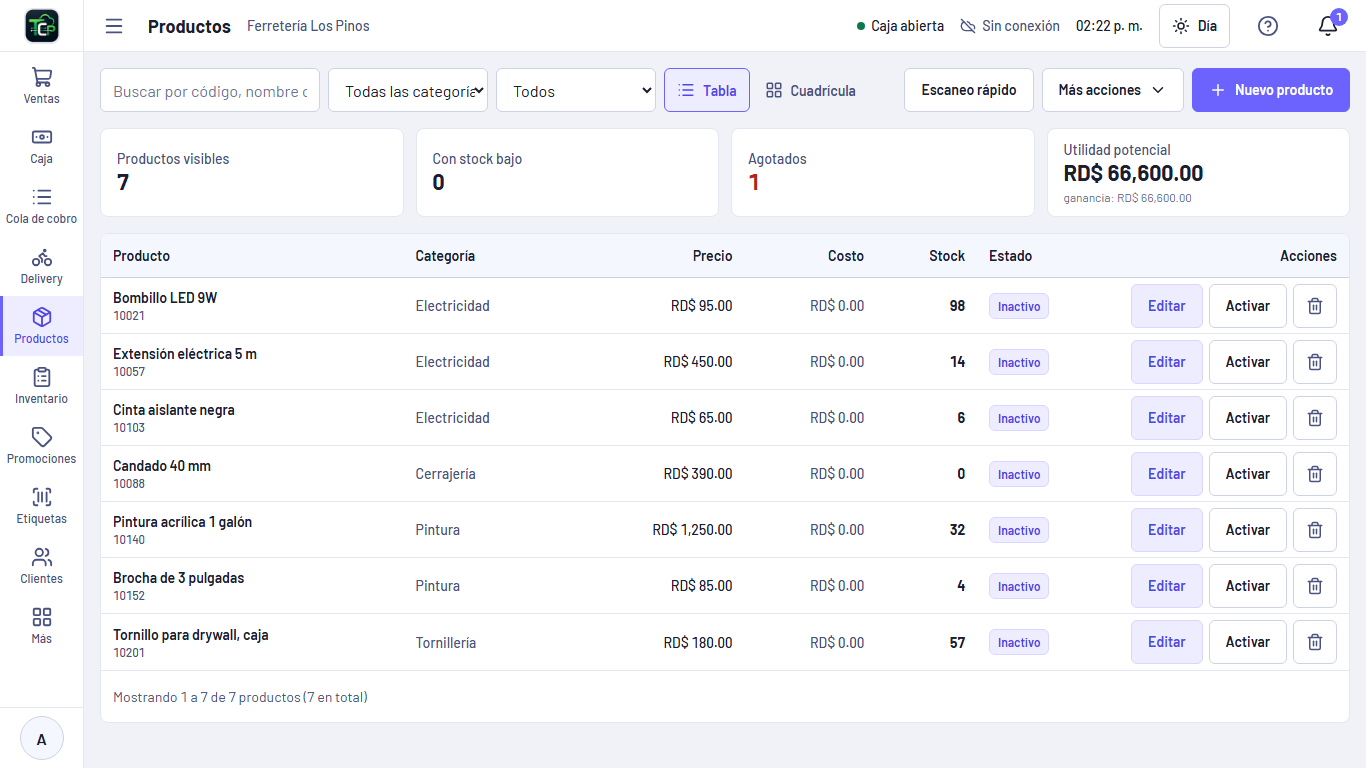 TCP
Productos
Ferretería Los Pinos
Caja abierta
Sin conexión
02:22 p. m.
Día
1
Ventas
Caja
Cola de cobro
Delivery
Productos
Inventario
Promociones
Etiquetas
Clientes
Más
A
Buscar por código, nombre c
Todas las categoría
Todos
Tabla
Cuadrícula
Escaneo rápido
Más acciones
Nuevo producto
Productos visibles
7
Con stock bajo
0
Agotados
1
Utilidad potencial
RD$ 66,600.00
ganancia: RD$ 66,600.00
Producto Categoría Precio Costo Stock Estado Acciones
Bombillo LED 9W
10021
Electricidad RD$ 95.00 RD$ 0.00 98 Inactivo Editar Activar
Extensión eléctrica 5 m
10057
Electricidad RD$ 450.00 RD$ 0.00 14 Inactivo Editar Activar
Cinta aislante negra
10103
Electricidad RD$ 65.00 RD$ 0.00 6 Inactivo Editar Activar
Candado 40 mm
10088
Cerrajería RD$ 390.00 RD$ 0.00 0 Inactivo Editar Activar
Pintura acrílica 1 galón
10140
Pintura RD$ 1,250.00 RD$ 0.00 32 Inactivo Editar Activar
Brocha de 3 pulgadas
10152
Pintura RD$ 85.00 RD$ 0.00 4 Inactivo Editar Activar
Tornillo para drywall, caja
10201
Tornillería RD$ 180.00 RD$ 0.00 57 Inactivo Editar Activar
Mostrando 1 a 7 de 7 productos (7 en total)